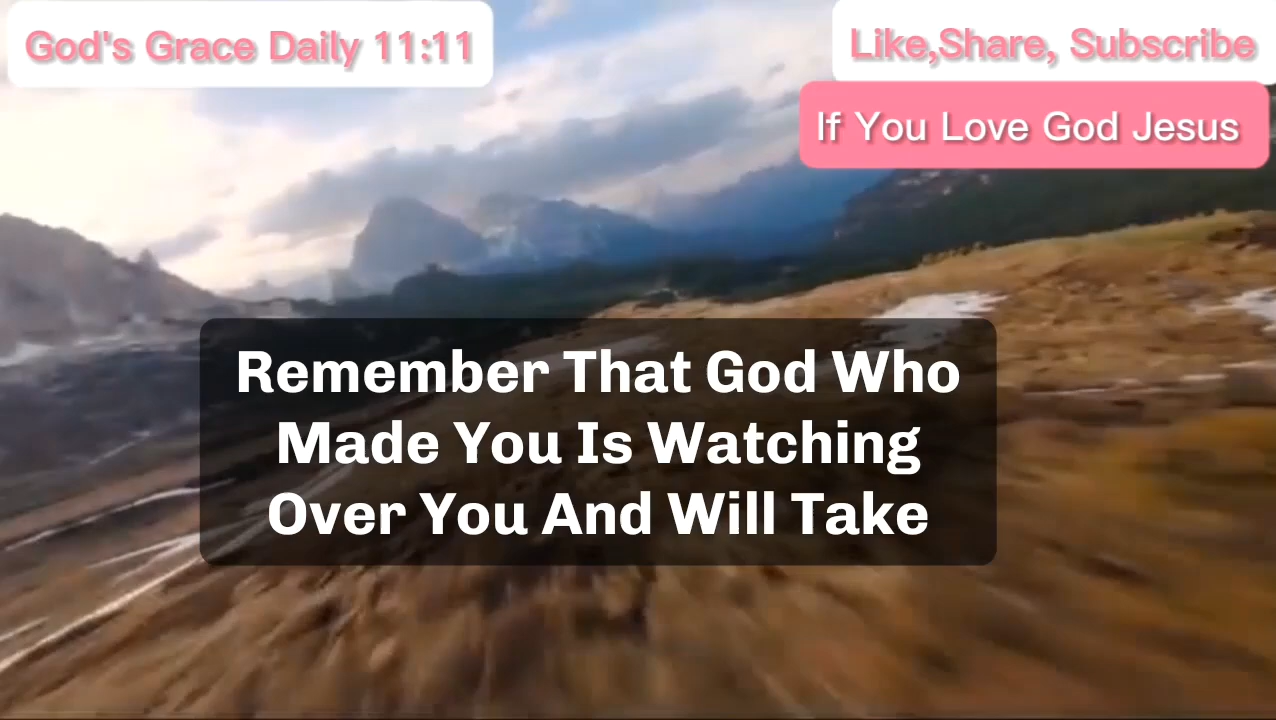 God's Grace Daily 11:11
Like,Share, Subscribe
If You Love God Jesus
Remember That God Who
Made You Is Watching
Over You And Will Take